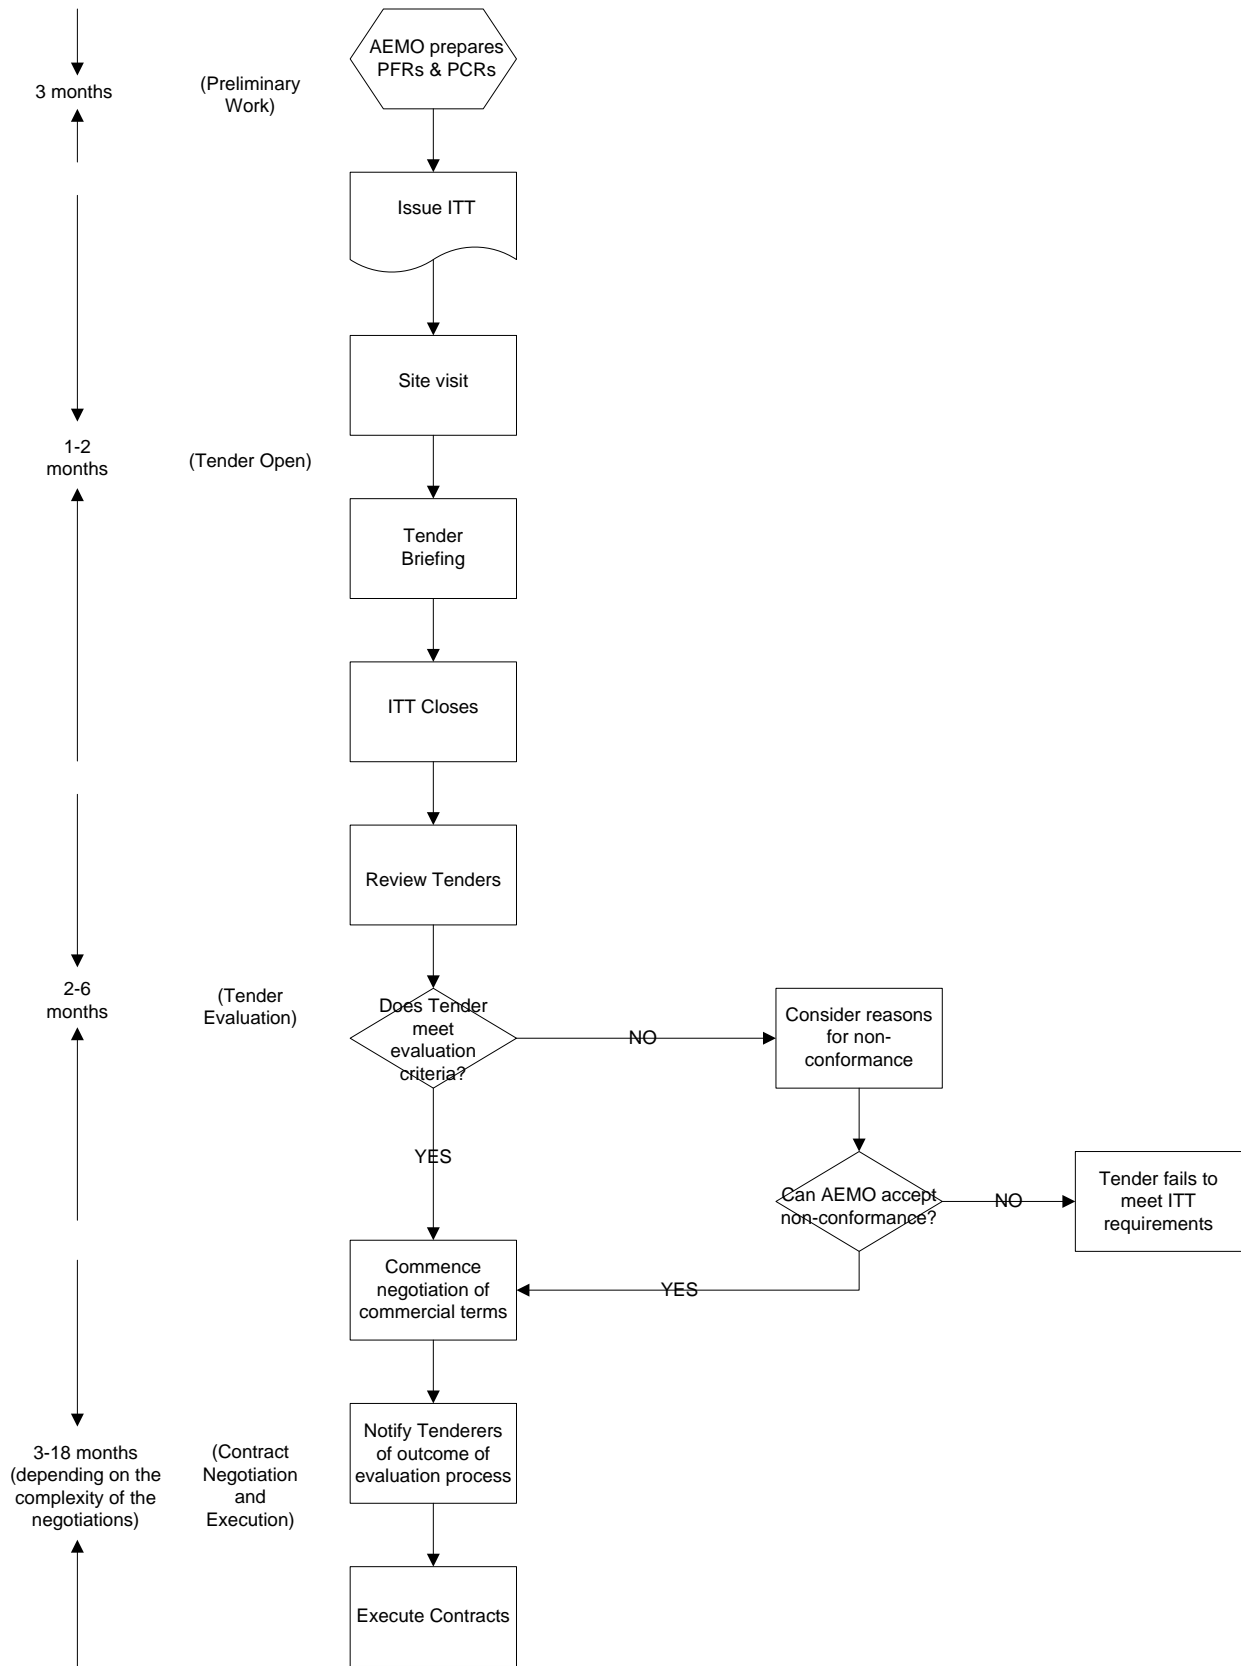 AEMO prepares
PFRs & PCRs
3 months
(Preliminary
Work)
Issue ITT
Site visit
1-2
months
(Tender Open)
Tender
Briefing
ITT Closes
Review Tenders
2-6
months
(Tender
Evaluation)
Does Tender
meet
evaluation
criteria?
NO
Consider reasons
for non-
conformance
YES
Can AEMO accept
non-conformance?
NO
Tender fails to
meet ITT
requirements
Commence
negotiation of
commercial terms
YES
3-18 months
(depending on the
complexity of the
negotiations)
(Contract
Negotiation
and
Execution)
Notify Tenderers
of outcome of
evaluation process
Execute Contracts